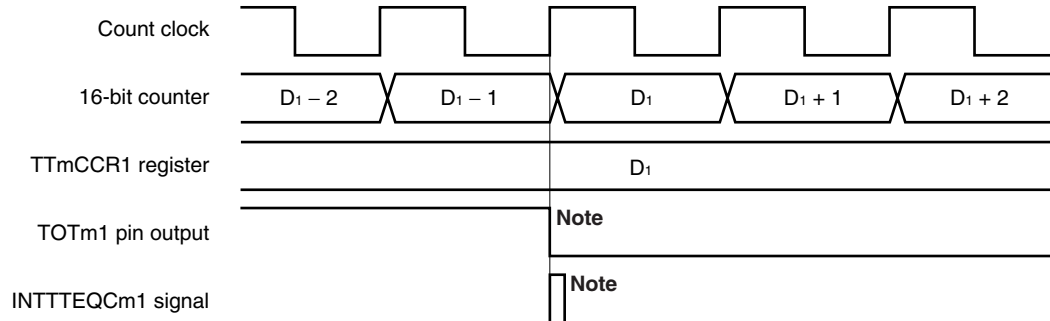 Count clock
16-bit counter
D₁ − 2
D₁ − 1
D₁
D₁ + 1
D₁ + 2
TTmCCR1 register
D₁
TOTm1 pin output
Note
INTTTEQCm1 signal
Note